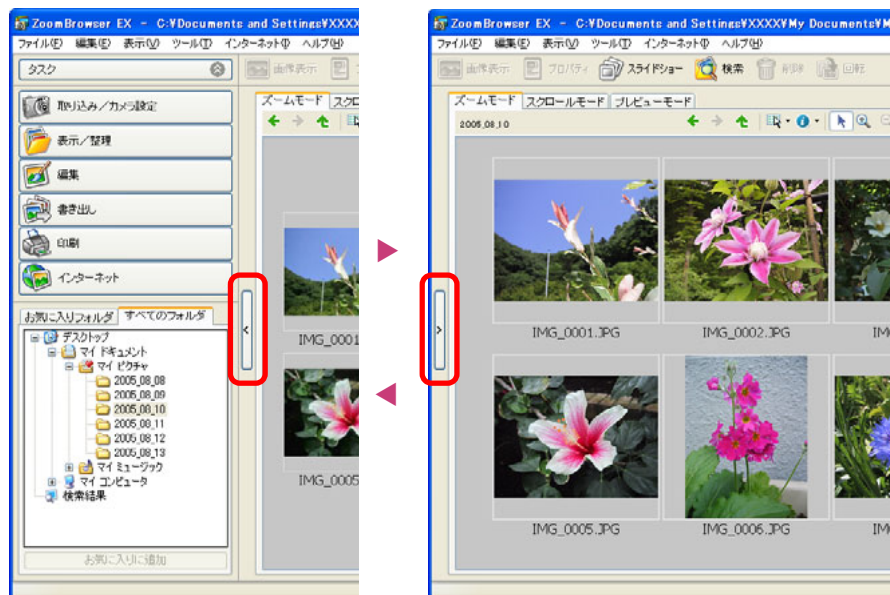 ZoomBrowser EX - C:¥Documents and Settings¥XXXX
ファイル(F) 編集(E) 表示(V) ツール(T) インターネット(I) ヘルプ(H)
タスク
画像表示
取り込み/カメラ設定
表示/整理
編集
書き出し
印刷
インターネット
お気に入りフォルダ すべてのフォルダ
デスクトップ
マイ ドキュメント
マイ ピクチャ
2005_08_08
2005_08_09
2005_08_10
2005_08_11
2005_08_12
2005_08_13
マイ ミュージック
マイ コンピュータ
検索結果
お気に入りに追加
ズームモード スクロ
<
IMG_0001
IMG_0005
ZoomBrowser EX - C:¥Documents and Settings¥XXXX¥My Documents¥M
ファイル(F) 編集(E) 表示(V) ツール(T) インターネット(I) ヘルプ(H)
画像表示 プロパティ スライドショー 検索 削除 回転
ズームモード スクロールモード プレビューモード
2005_08_10
>
IMG_0001.JPG IMG_0002.JPG IM
IMG_0005.JPG IMG_0006.JPG IM